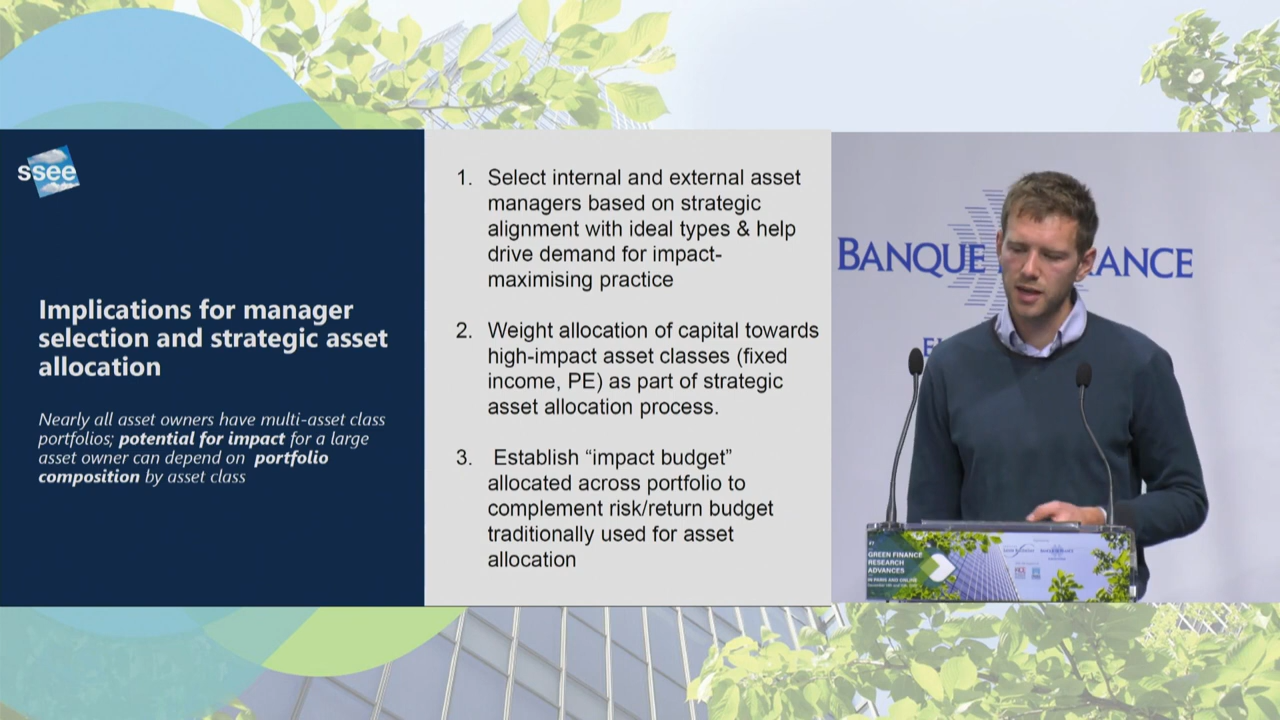 ssee
Implications for manager
selection and strategic asset
allocation
Nearly all asset owners have multi-asset class
portfolios; potential for impact for a large
asset owner can depend on portfolio
composition by asset class
1. Select internal and external asset
managers based on strategic
alignment with ideal types & help
drive demand for impact-
maximising practice
2. Weight allocation of capital towards
high-impact asset classes (fixed
income, PE) as part of strategic
asset allocation process.
3. Establish “impact budget”
allocated across portfolio to
complement risk/return budget
traditionally used for asset
allocation
BANQUE ANCE
GREEN FINANCE
RESEARCH
ADVANCES
IN PARIS AND ONLINE